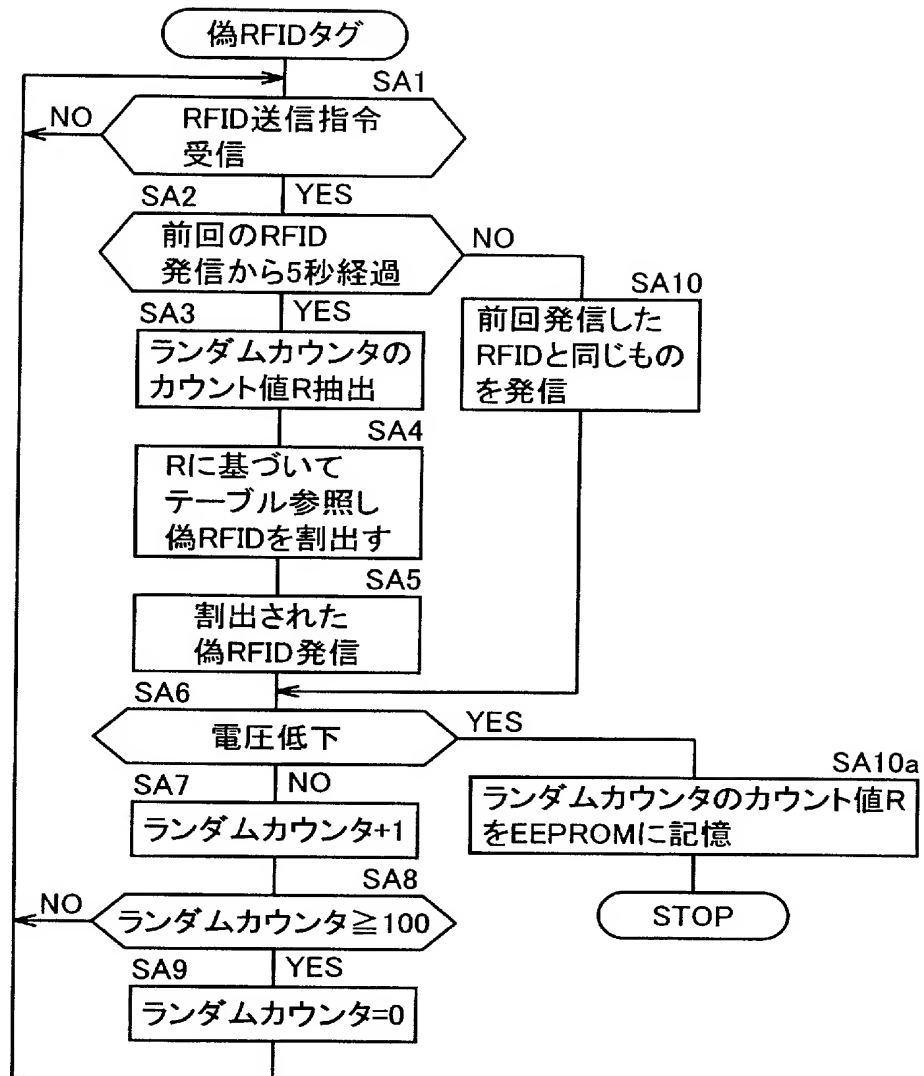 偽RFIDタグ
SA1
NO
RFID送信指令
受信
SA2
YES
前回のRFID
発信から5秒経過
NO
SA10
SA3
YES
前回発信した
RFIDと同じもの
を発信
ランダムカウンタの
カウント値R抽出
SA4
Rに基づいて
テーブル参照し
偽RFIDを割出す
SA5
割出された
偽RFID発信
SA6
電圧低下
YES
SA10a
SA7
NO
ランダムカウンタのカウント値R
をEEPROMに記憶
ランダムカウンタ+1
SA8
NO
ランダムカウンタ≧100
STOP
SA9
YES
ランダムカウンタ=0